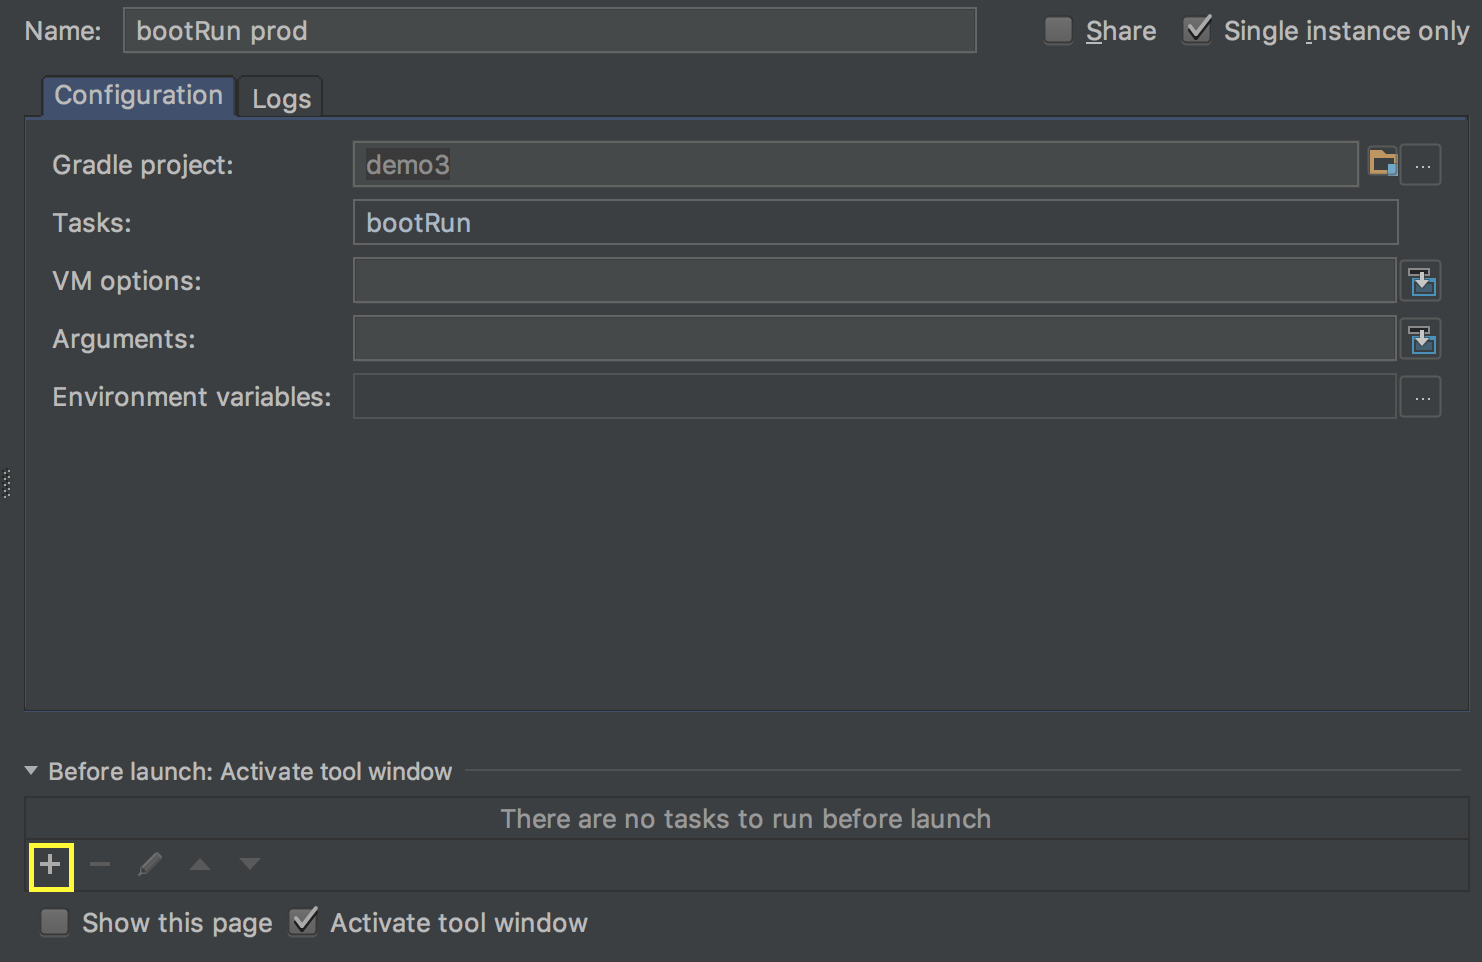 Name: bootRun prod Share Single instance only
Configuration Logs
Gradle project: demo3 ...
Tasks: bootRun
VM options:
Arguments:
Environment variables: ...
Before launch: Activate tool window
There are no tasks to run before launch
Show this page Activate tool window